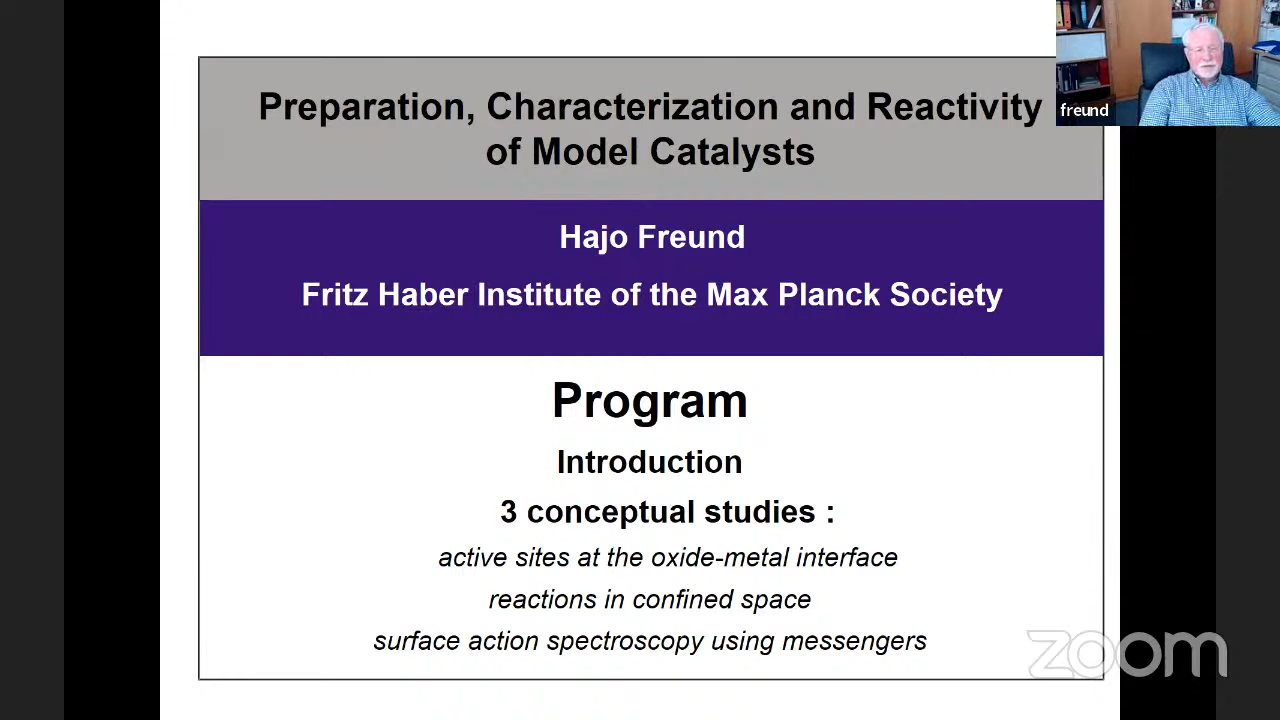 Preparation, Characterization and Reactivity
of Model Catalysts
freund
Hajo Freund
Fritz Haber Institute of the Max Planck Society
Program
Introduction
3 conceptual studies :
active sites at the oxide-metal interface
reactions in confined space
surface action spectroscopy using messengers
zoom